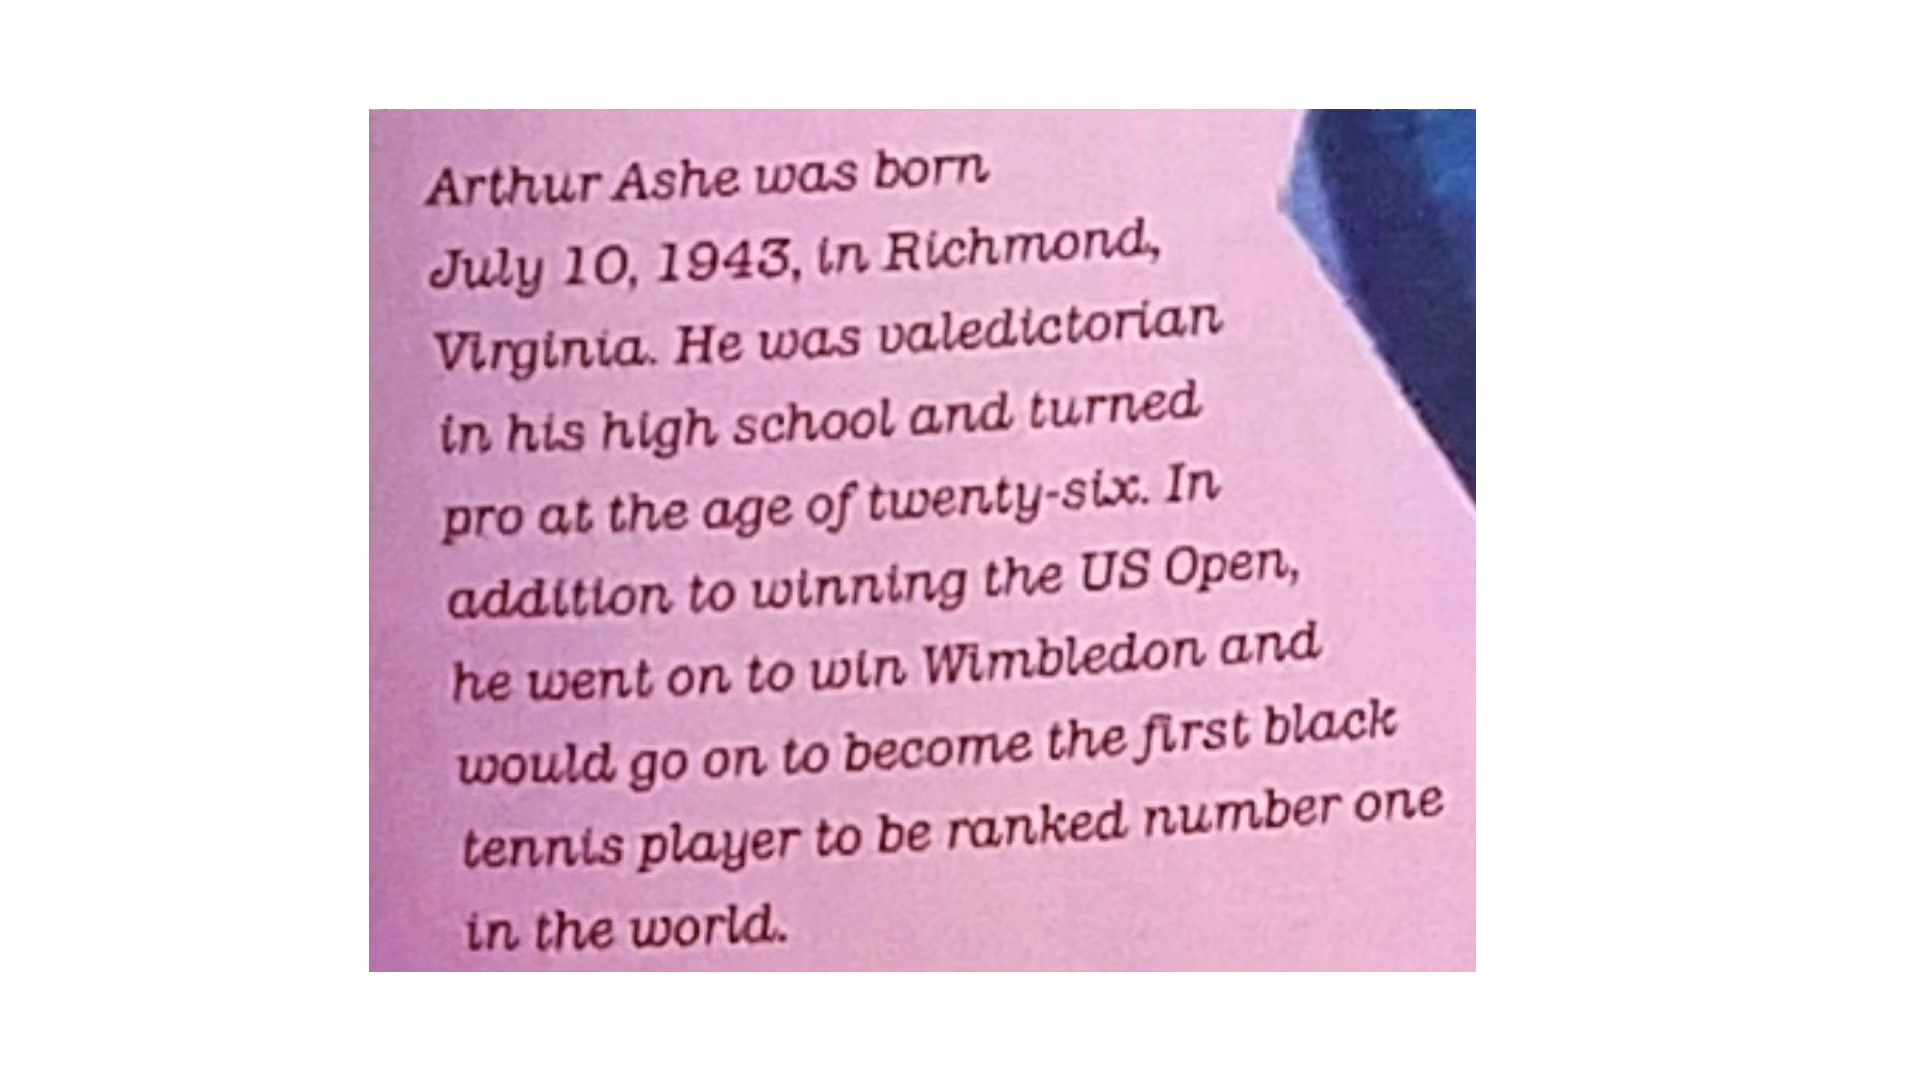 Arthur Ashe was born
July 10, 1943, in Richmond,
Virginia. He was valedictorian
in his high school and turned
pro at the age of twenty-six. In
addition to winning the US Open,
he went on to win Wimbledon and
would go on to become the first black
tennis player to be ranked number one
in the world.